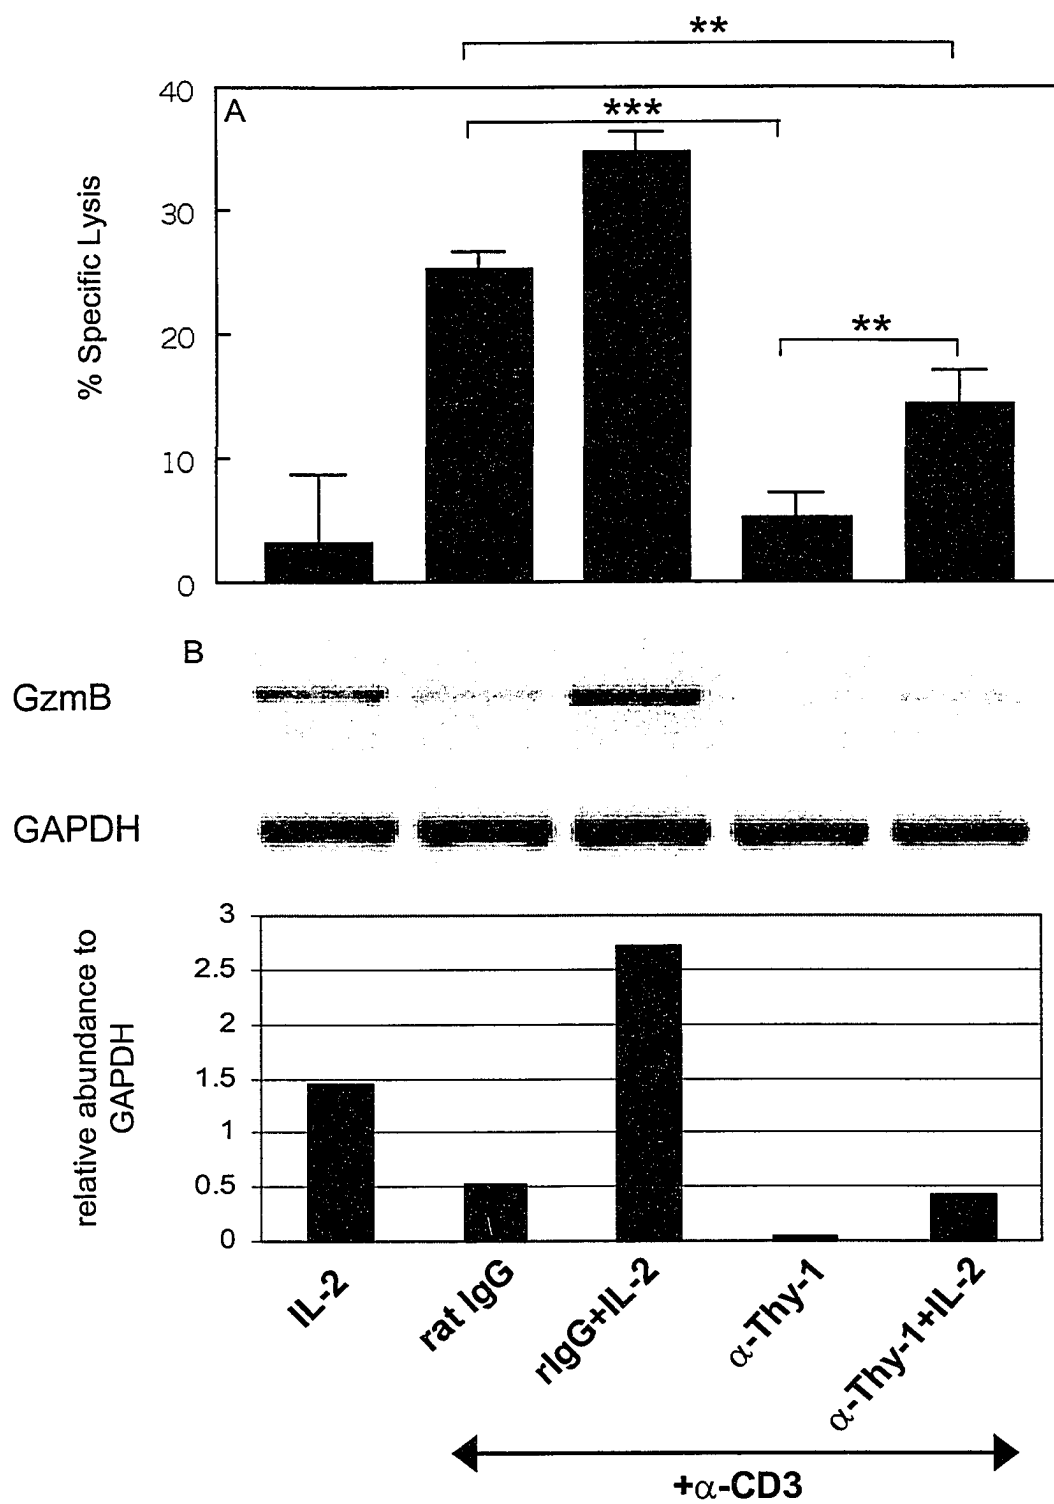 **
40
A
***
30
% Specific Lysis
20
**
10
0
B
GzmB
GAPDH
3
2.5
2
1.5
1
0.5
0
relative abundance to
GAPDH
IL-2
rat IgG
rIgG+IL-2
α-Thy-1
α-Thy-1+IL-2
+α-CD3